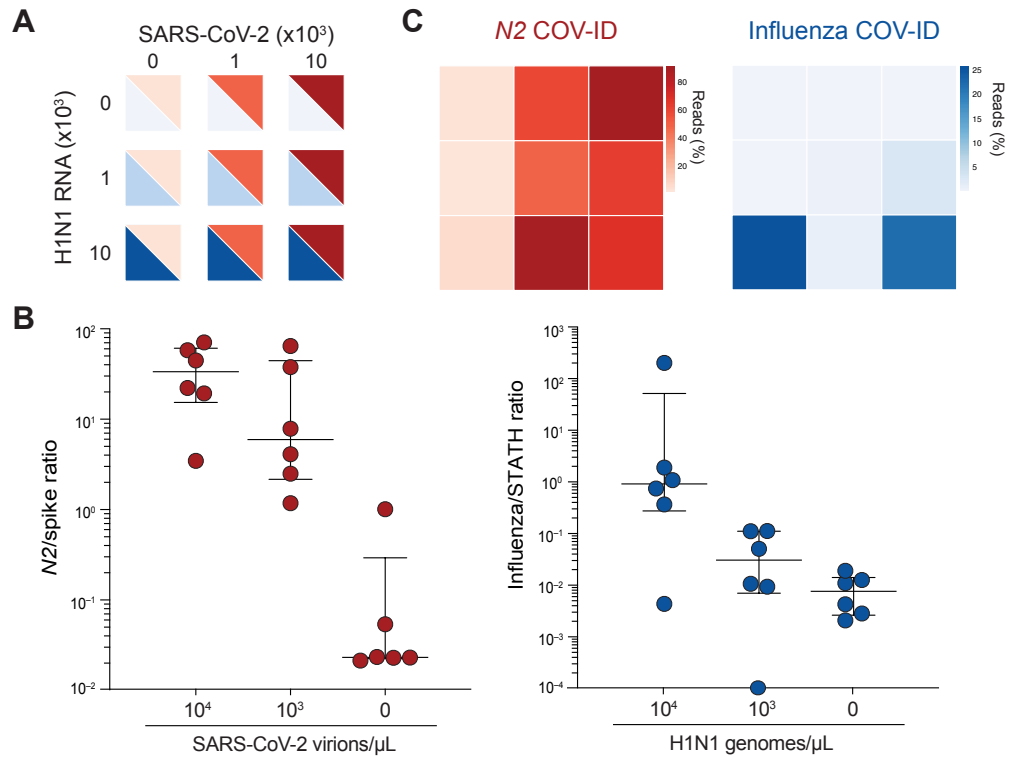 A
SARS-CoV-2 (x10³)
0 1 10
H1N1 RNA (x10³)
0
1
10
C
N2 COV-ID
Reads (%)
80
60
40
20
Influenza COV-ID
Reads (%)
25
20
15
10
5
B
N2/spike ratio
10²
10¹
10⁰
10⁻¹
10⁻²
10⁴ 10³ 0
SARS-CoV-2 virions/µL
Influenza/STATH ratio
10³
10²
10¹
10⁰
10⁻¹
10⁻²
10⁻³
10⁻⁴
10⁴ 10³ 0
H1N1 genomes/µL